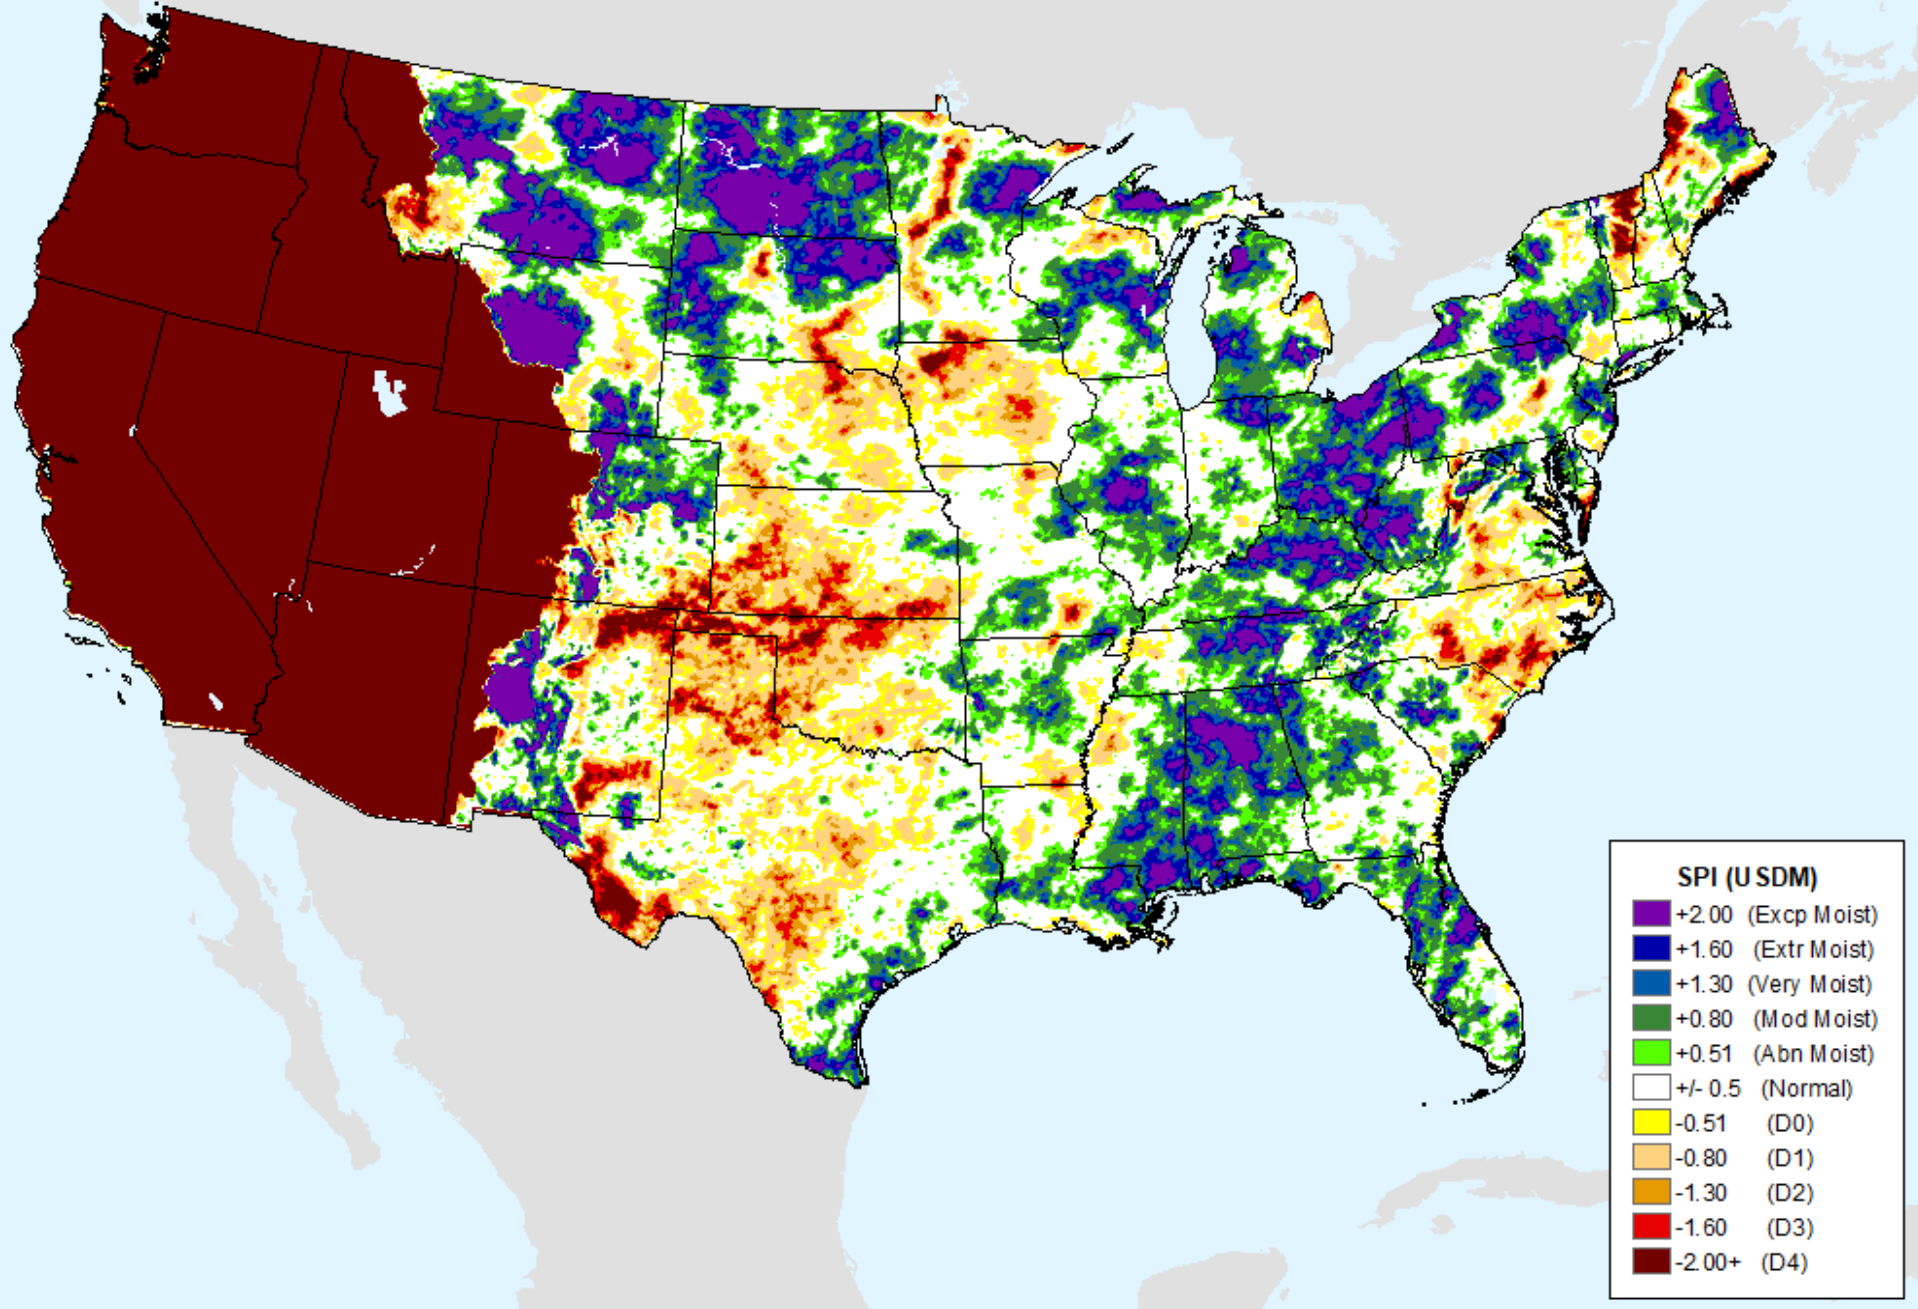 SPI (USDM)
+2.00 (Excp Moist)
+1.60 (Extr Moist)
+1.30 (Very Moist)
+0.80 (Mod Moist)
+0.51 (Abn Moist)
+/- 0.5 (Normal)
-0.51 (D0)
-0.80 (D1)
-1.30 (D2)
-1.60 (D3)
-2.00+ (D4)